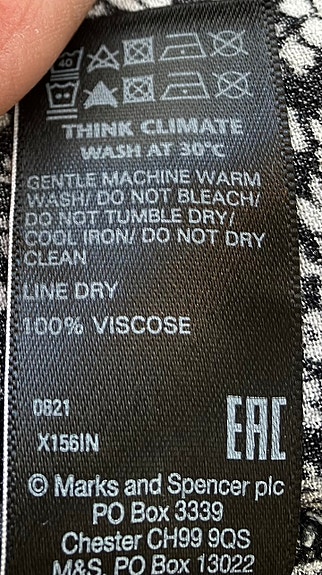 40
THINK CLIMATE
WASH AT 30°C
GENTLE MACHINE WARM
WASH/ DO NOT BLEACH/
DO NOT TUMBLE DRY/
COOL IRON/ DO NOT DRY
CLEAN
LINE DRY
100% VISCOSE
0821
X156IN
EAC
© Marks and Spencer plc
PO Box 3339
Chester CH99 9QS
M&S, PO Box 13022